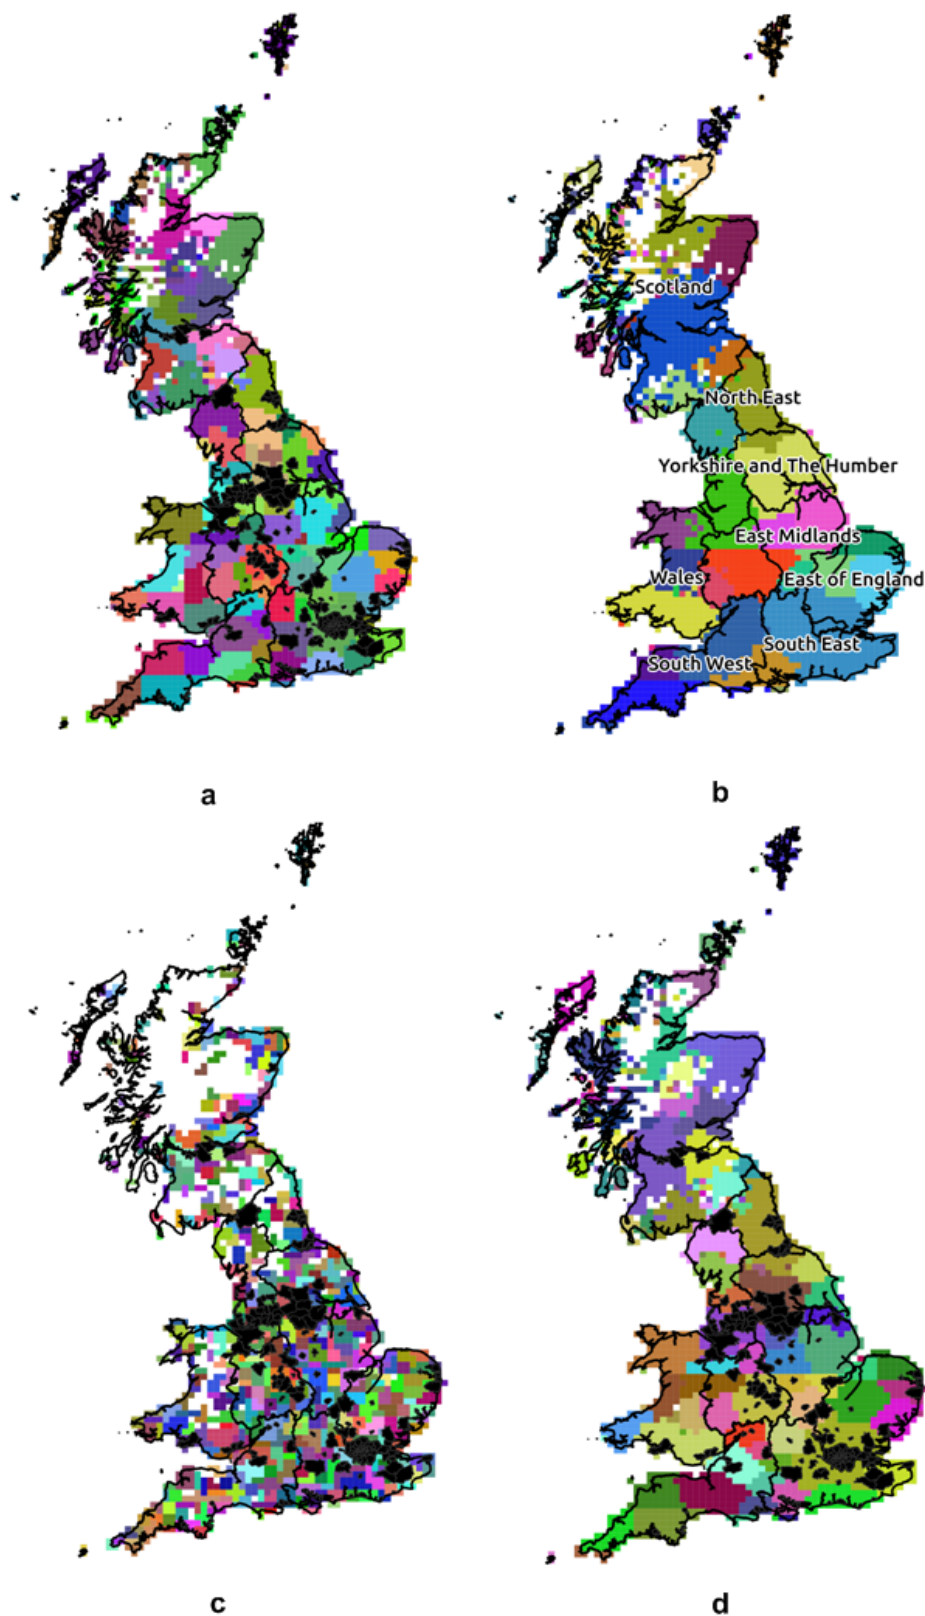 Scotland
North East
Yorkshire and The Humber
East Midlands
Wales
East of England
South East
South West
a
b
c
d